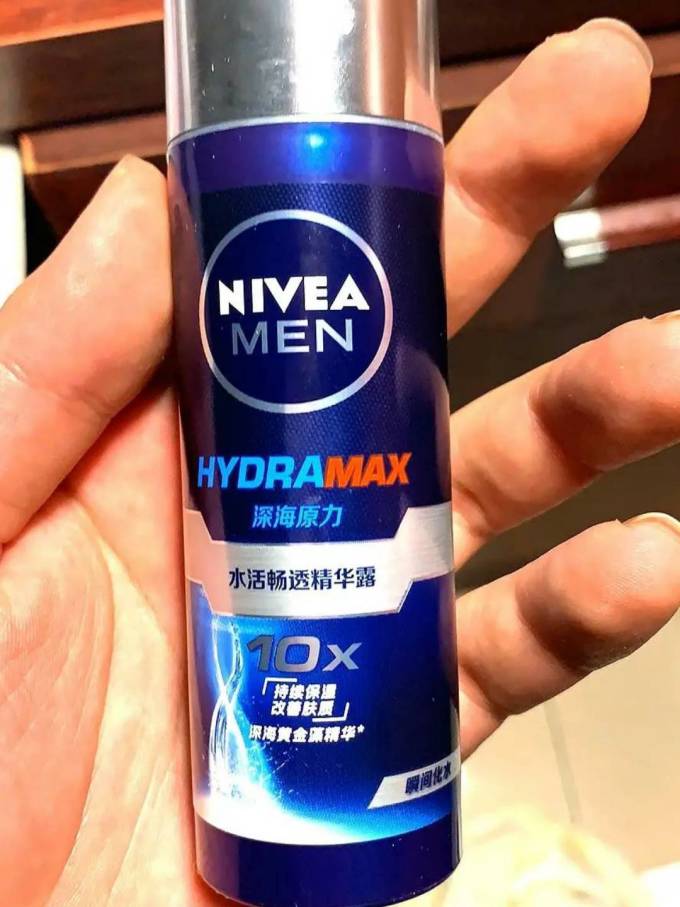 NIVEA
MEN
HYDRAMAX
深海原力
水活畅透精华露
10x
持续保湿
改善肤质
深海黄金藻精华*
瞬间化水